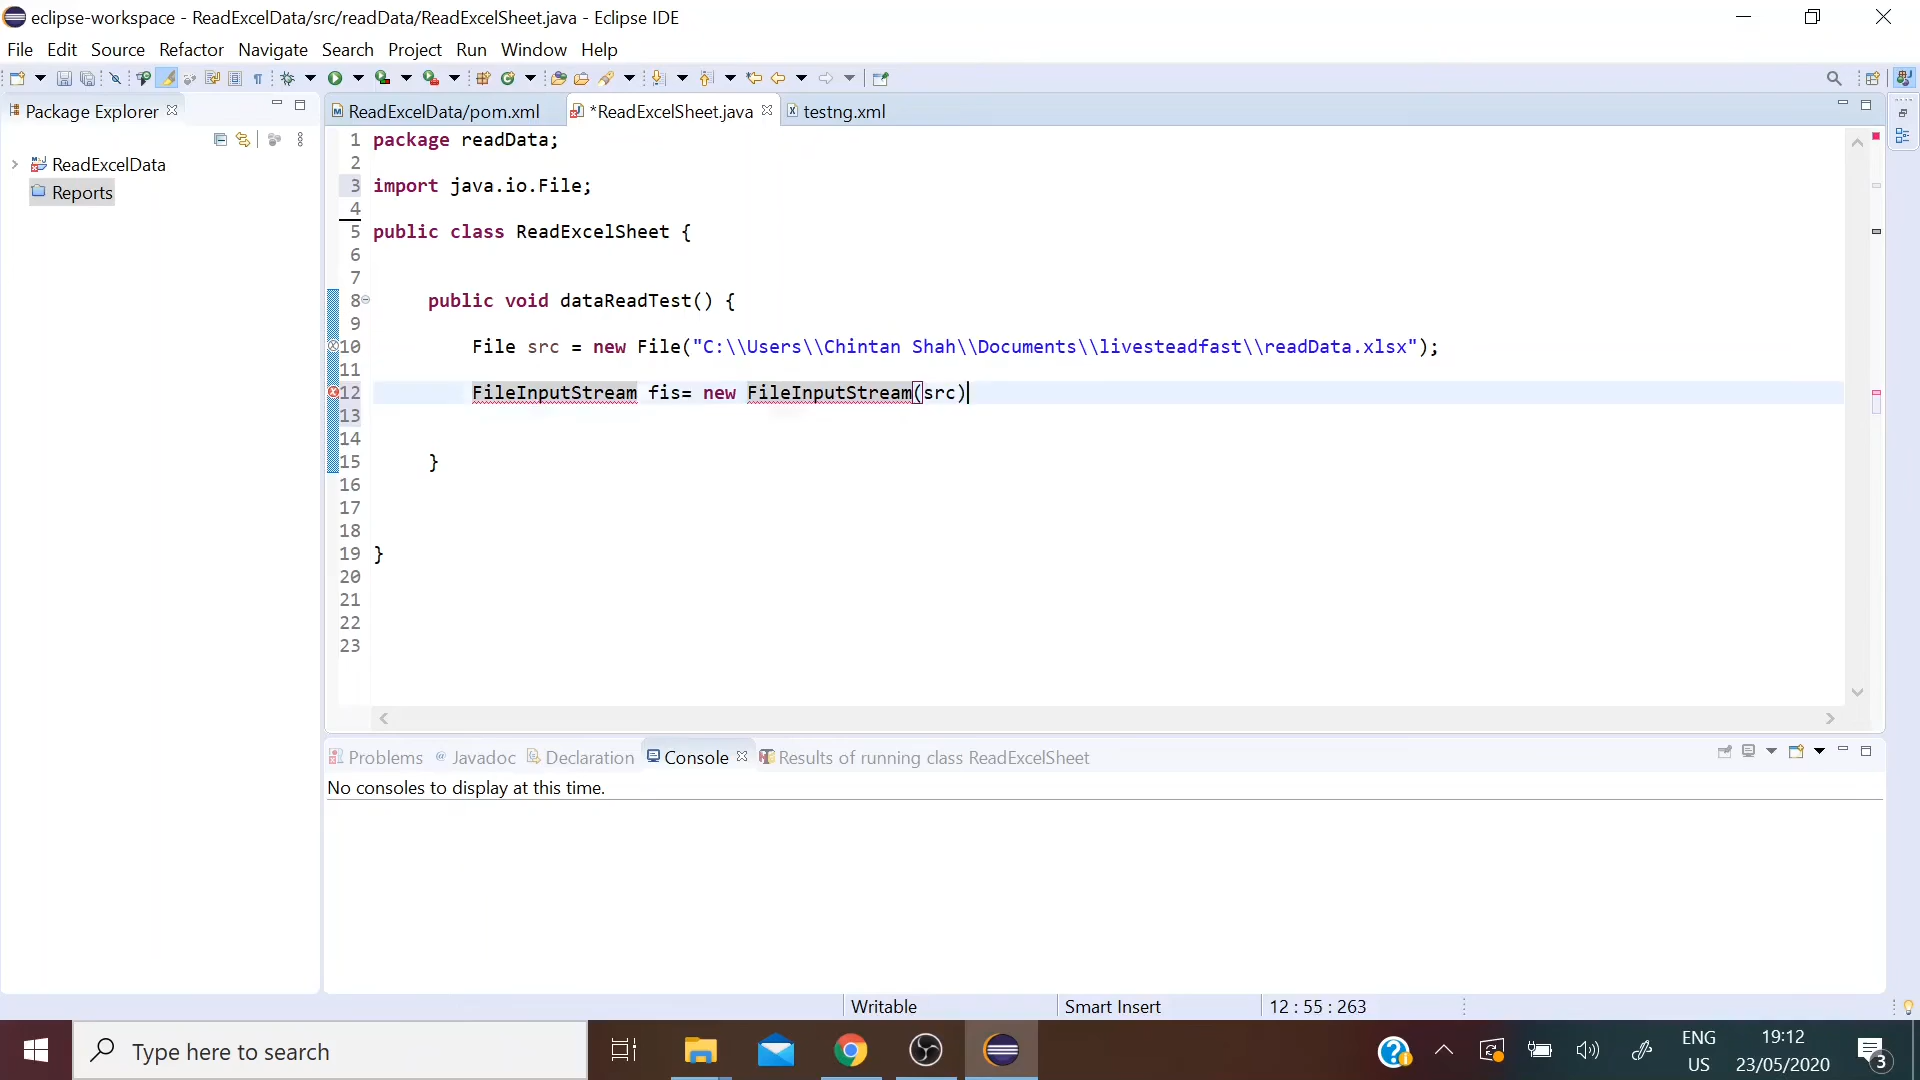 eclipse-workspace - ReadExcelData/src/readData/ReadExcelSheet.java - Eclipse IDE
File Edit Source Refactor Navigate Search Project Run Window Help
Package Explorer
ReadExcelData/pom.xml *ReadExcelSheet.java testng.xml
ReadExcelData
Reports
1 package readData;
2
3 import java.io.File;
4
5 public class ReadExcelSheet {
6
7
8 public void dataReadTest() {
9
10 File src = new File("C:\\Users\\Chintan Shah\\Documents\\livesteadfast\\readData.xlsx");
11
12 FileInputStream fis= new FileInputStream(src)
13
14
15 }
16
17
18
19 }
20
21
22
23
Problems Javadoc Declaration Console Results of running class ReadExcelSheet
No consoles to display at this time.
Writable Smart Insert 12 : 55 : 263
Type here to search
ENG
US
19:12
23/05/2020
3